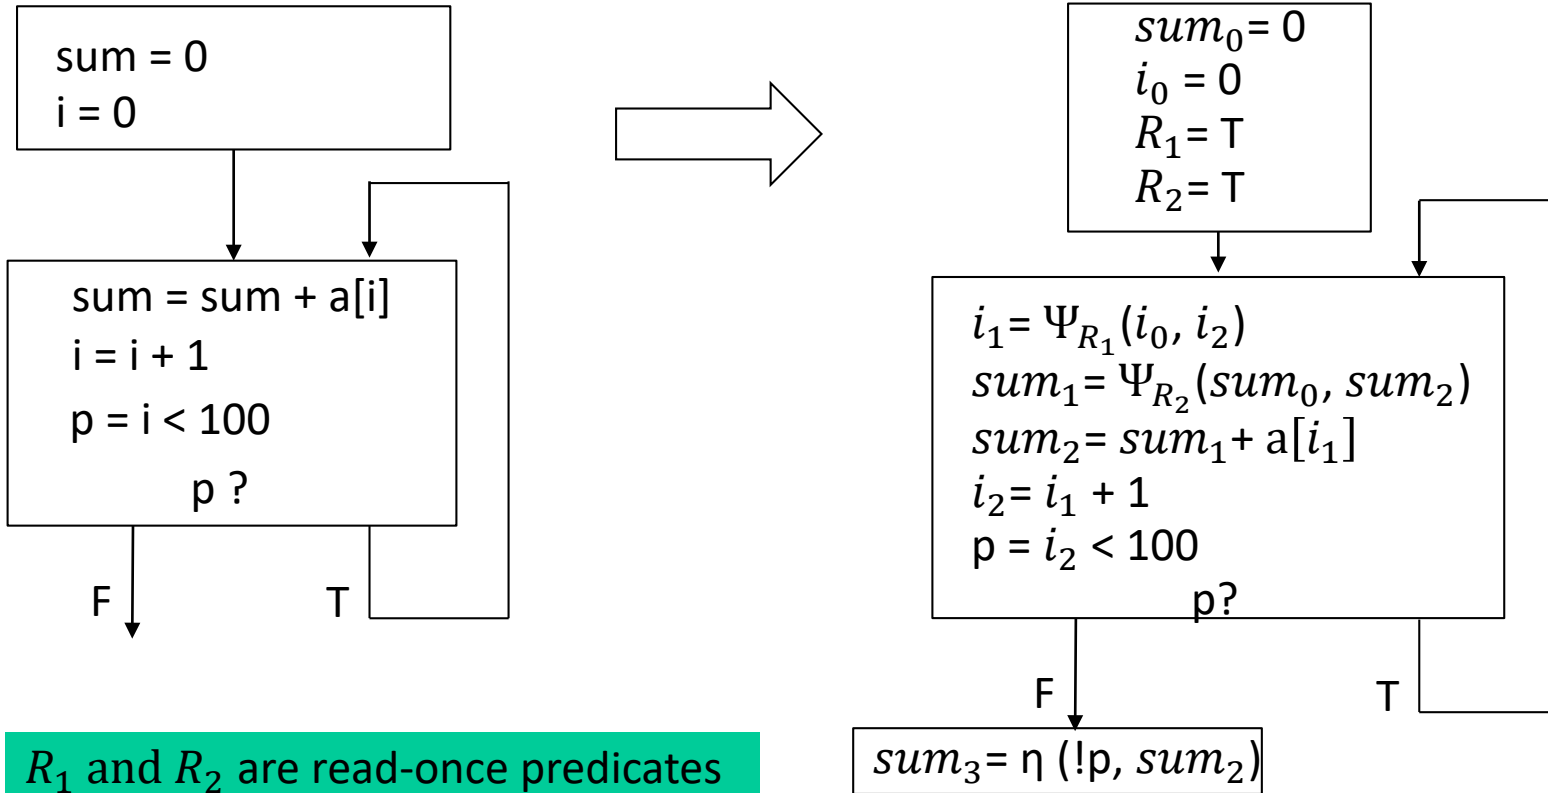 sum = 0
i = 0
sum = sum + a[i]
i = i + 1
p = i < 100
p ?
F
T
R₁ and R₂ are read-once predicates
sum₀= 0
i₀ = 0
R₁= T
R₂= T
i₁= Ψ_R₁(i₀, i₂)
sum₁= Ψ_R₂(sum₀, sum₂)
sum₂= sum₁+ a[i₁]
i₂= i₁ + 1
p = i₂ < 100
p?
F
T
sum₃= η (!p, sum₂)